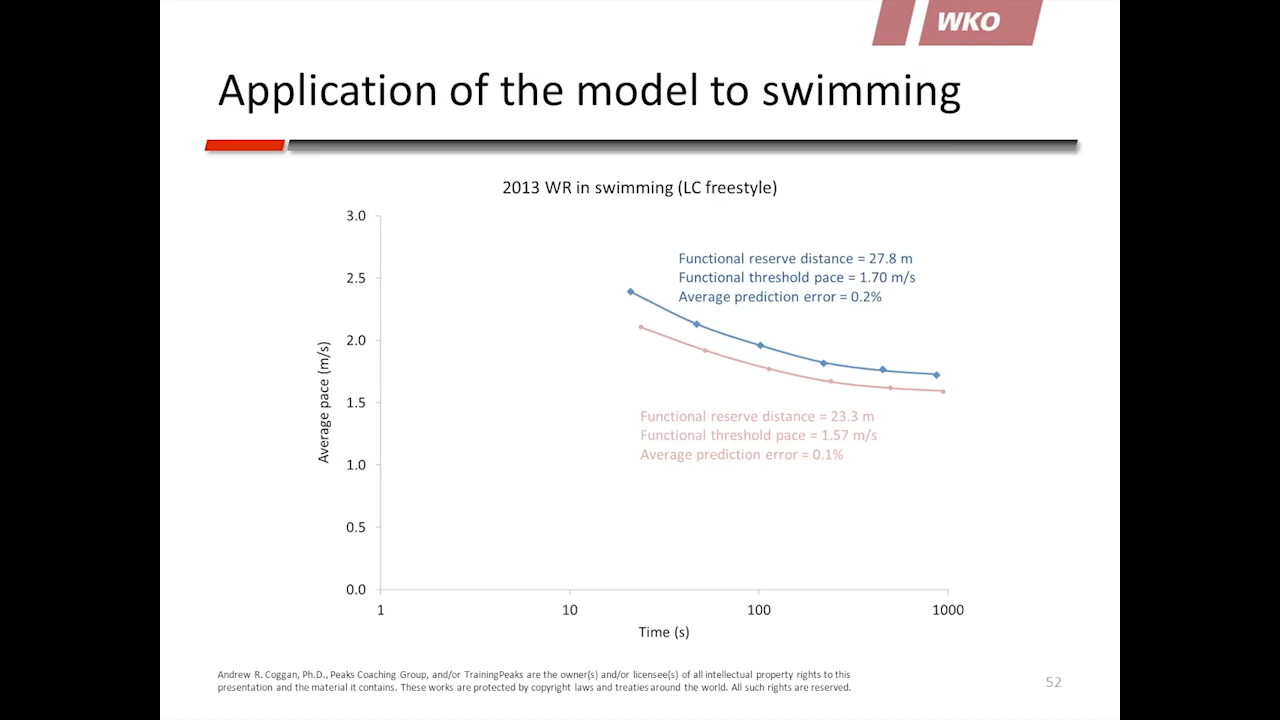 WKO
Application of the model to swimming
2013 WR in swimming (LC freestyle)
3.0
2.5
2.0
1.5
1.0
0.5
0.0
Average pace (m/s)
Functional reserve distance = 27.8 m
Functional threshold pace = 1.70 m/s
Average prediction error = 0.2%
Functional reserve distance = 23.3 m
Functional threshold pace = 1.57 m/s
Average prediction error = 0.1%
1 10 100 1000
Time (s)
Andrew R. Coggan, Ph.D., Peaks Coaching Group, and/or TrainingPeaks are the owner(s) and/or licensee(s) of all intellectual property rights to this
presentation and the material it contains. These works are protected by copyright laws and treaties around the world. All such rights are reserved.
52